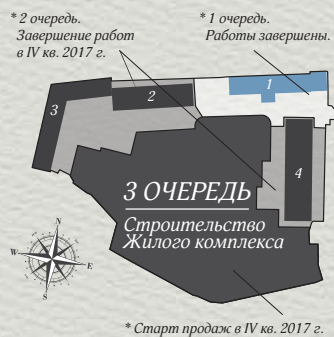 * 2 очередь.
Завершение работ
в IV кв. 2017 г.
* 1 очередь.
Работы завершены.
1
2
3
4
3 ОЧЕРЕДЬ
Строительство
Жилого комплекса
N
W
E
S
* Старт продаж в IV кв. 2017 г.